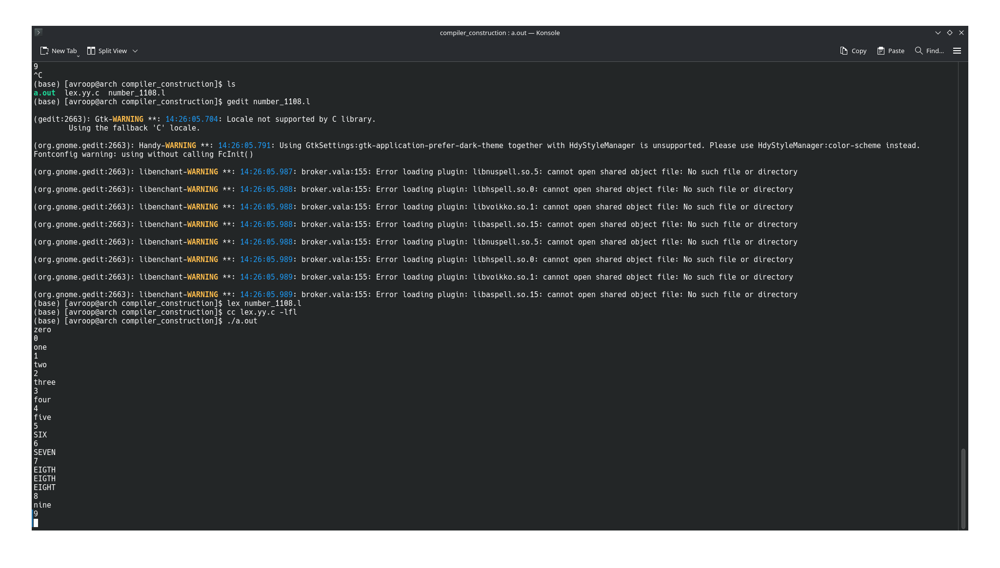 compiler_construction : a.out — Konsole
New Tab Split View Copy Paste Find...
9
^C
(base) [avroop@arch compiler_construction]$ ls
a.out  lex.yy.c  number_1108.l
(base) [avroop@arch compiler_construction]$ gedit number_1108.l
(gedit:2663): Gtk-WARNING **: 14:26:05.704: Locale not supported by C library.
Using the fallback 'C' locale.
(org.gnome.gedit:2663): Handy-WARNING **: 14:26:05.791: Using GtkSettings:gtk-application-prefer-dark-theme together with HdyStyleManager is unsupported. Please use HdyStyleManager:color-scheme instead.
Fontconfig warning: using without calling FcInit()
(org.gnome.gedit:2663): libenchant-WARNING **: 14:26:05.987: broker.vala:155: Error loading plugin: libnuspell.so.5: cannot open shared object file: No such file or directory
(org.gnome.gedit:2663): libenchant-WARNING **: 14:26:05.988: broker.vala:155: Error loading plugin: libhspell.so.0: cannot open shared object file: No such file or directory
(org.gnome.gedit:2663): libenchant-WARNING **: 14:26:05.988: broker.vala:155: Error loading plugin: libvoikko.so.1: cannot open shared object file: No such file or directory
(org.gnome.gedit:2663): libenchant-WARNING **: 14:26:05.988: broker.vala:155: Error loading plugin: libaspell.so.15: cannot open shared object file: No such file or directory
(org.gnome.gedit:2663): libenchant-WARNING **: 14:26:05.988: broker.vala:155: Error loading plugin: libnuspell.so.5: cannot open shared object file: No such file or directory
(org.gnome.gedit:2663): libenchant-WARNING **: 14:26:05.989: broker.vala:155: Error loading plugin: libhspell.so.0: cannot open shared object file: No such file or directory
(org.gnome.gedit:2663): libenchant-WARNING **: 14:26:05.989: broker.vala:155: Error loading plugin: libvoikko.so.1: cannot open shared object file: No such file or directory
(org.gnome.gedit:2663): libenchant-WARNING **: 14:26:05.989: broker.vala:155: Error loading plugin: libaspell.so.15: cannot open shared object file: No such file or directory
(base) [avroop@arch compiler_construction]$ lex number_1108.l
(base) [avroop@arch compiler_construction]$ cc lex.yy.c -lfl
(base) [avroop@arch compiler_construction]$ ./a.out
zero
0
one
1
two
2
three
3
four
4
five
5
SIX
6
SEVEN
7
EIGTH
EIGTH
EIGHT
8
nine
9